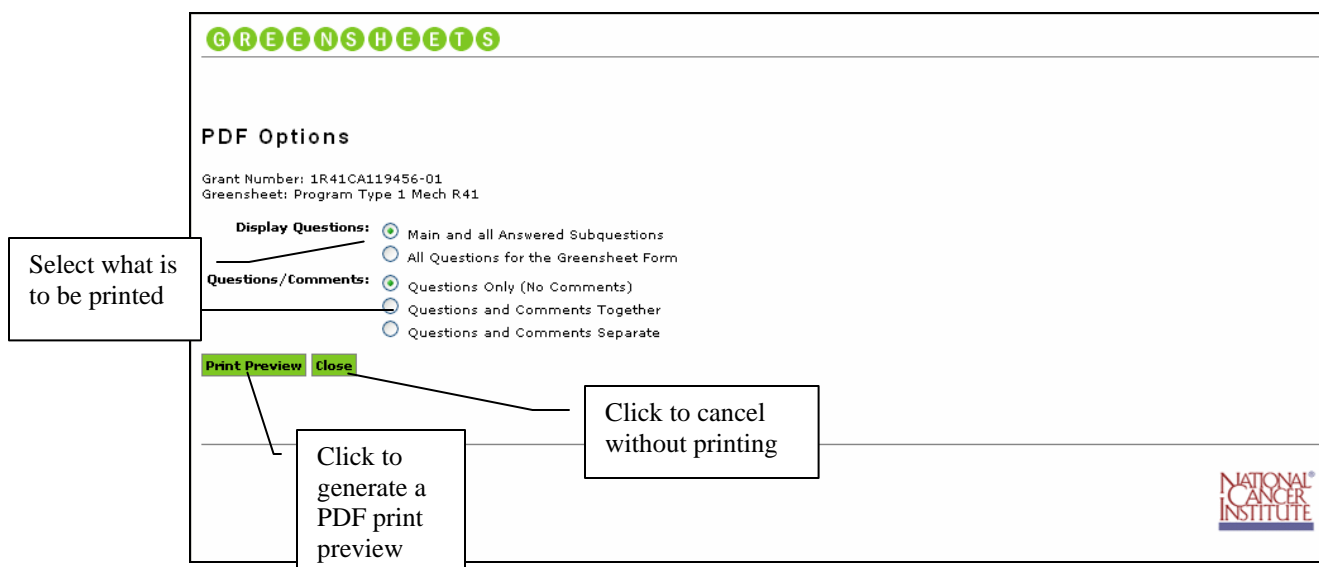 GREENSHEETS
PDF Options
Grant Number: 1R41CA119456-01
Greensheet: Program Type 1 Mech R41
Display Questions:
Main and all Answered Subquestions
All Questions for the Greensheet Form
Questions/Comments:
Questions Only (No Comments)
Questions and Comments Together
Questions and Comments Separate
Select what is
to be printed
Print Preview Close
Click to cancel
without printing
Click to
generate a
PDF print
preview
NATIONAL®
CANCER
INSTITUTE